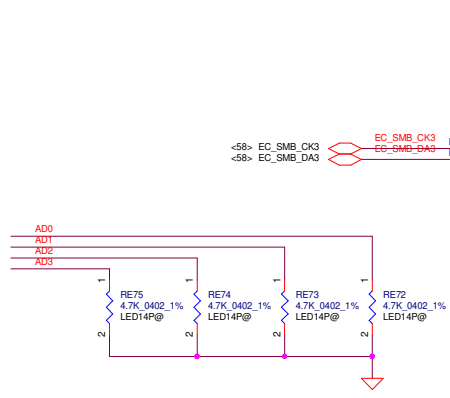 EC_SMB_CK3
<58> EC_SMB_CK3
EC_SMB_DA3
<58> EC_SMB_DA3
AD0
AD1
AD2
AD3
1
1
1
1
RE75
4.7K_0402_1%
LED14P@
RE74
4.7K_0402_1%
LED14P@
RE73
4.7K_0402_1%
LED14P@
RE72
4.7K_0402_1%
LED14P@
2
2
2
2